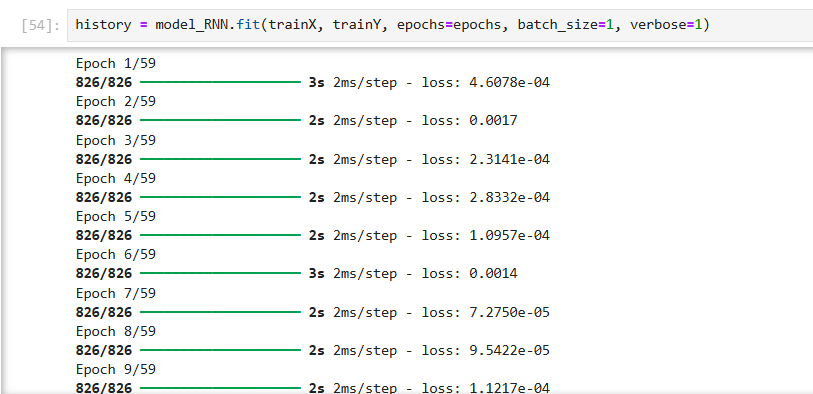 [54]: history = model_RNN.fit(trainX, trainY, epochs=epochs, batch_size=1, verbose=1)
Epoch 1/59
826/826 3s 2ms/step - loss: 4.6078e-04
Epoch 2/59
826/826 2s 2ms/step - loss: 0.0017
Epoch 3/59
826/826 2s 2ms/step - loss: 2.3141e-04
Epoch 4/59
826/826 2s 2ms/step - loss: 2.8332e-04
Epoch 5/59
826/826 2s 2ms/step - loss: 1.0957e-04
Epoch 6/59
826/826 3s 2ms/step - loss: 0.0014
Epoch 7/59
826/826 2s 2ms/step - loss: 7.2750e-05
Epoch 8/59
826/826 2s 2ms/step - loss: 9.5422e-05
Epoch 9/59
826/826 2s 2ms/step - loss: 1.1217e-04